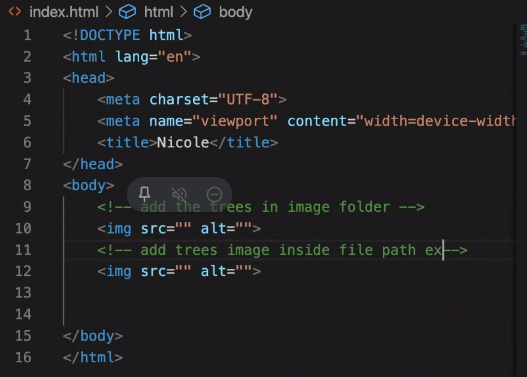 index.html > html > body
1 <!DOCTYPE html>
2 <html lang="en">
3 <head>
4 <meta charset="UTF-8">
5 <meta name="viewport" content="width=device-width
6 <title>Nicole</title>
7 </head>
8 <body>
9 <!-- add the trees in image folder -->
10 <img src="" alt="">
11 <!-- add trees image inside file path ex-->
12 <img src="" alt="">
13
14
15 </body>
16 </html>